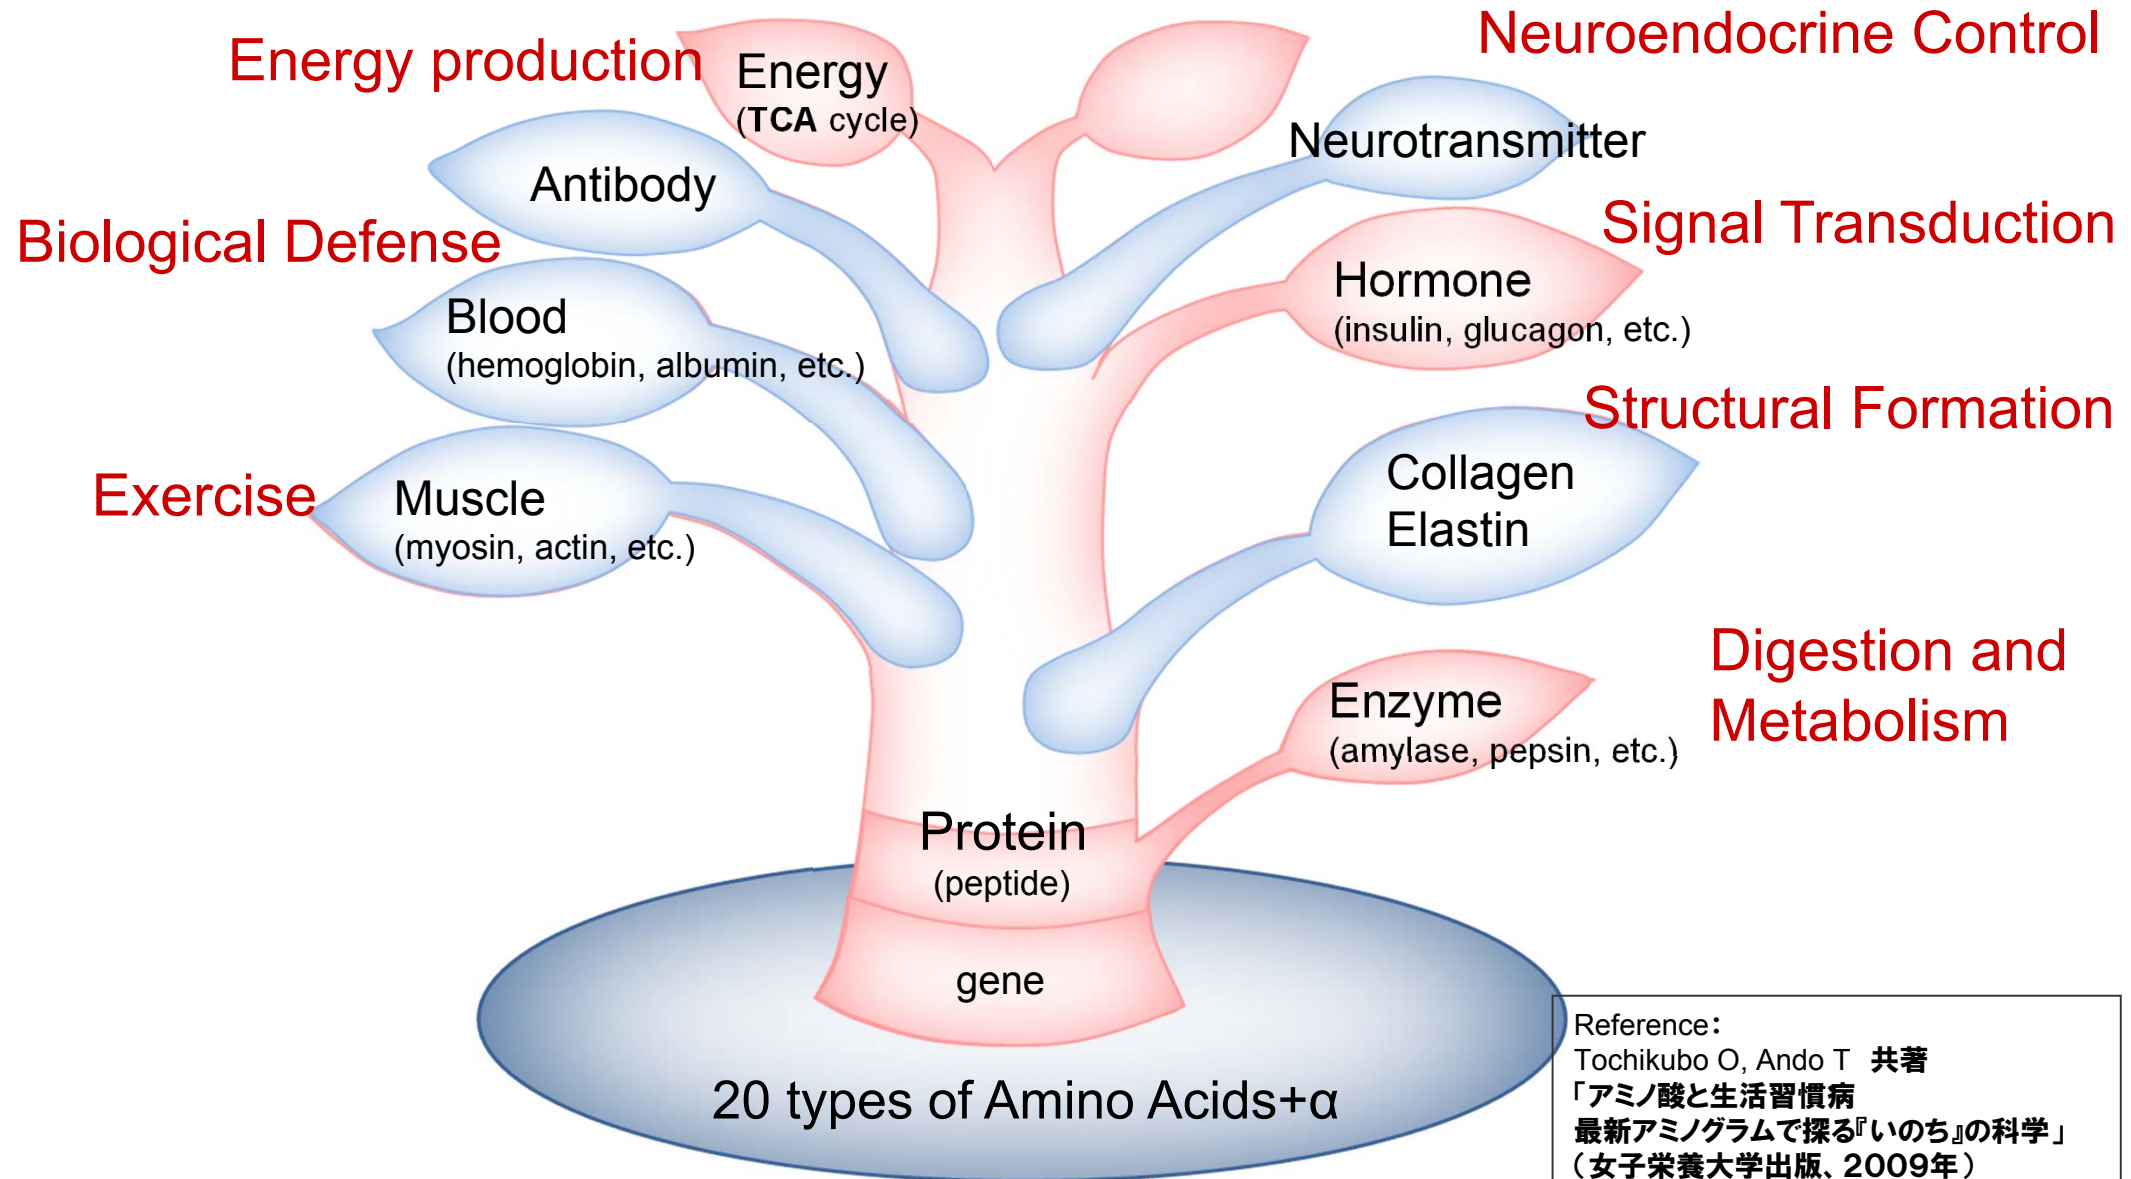 Energy production
Energy
(TCA cycle)
Neuroendocrine Control
Neurotransmitter
Antibody
Biological Defense
Signal Transduction
Hormone
(insulin, glucagon, etc.)
Blood
(hemoglobin, albumin, etc.)
Structural Formation
Collagen
Elastin
Exercise
Muscle
(myosin, actin, etc.)
Digestion and
Metabolism
Enzyme
(amylase, pepsin, etc.)
Protein
(peptide)
gene
20 types of Amino Acids+α
Reference：
Tochikubo O, Ando T 共著
「アミノ酸と生活習慣病
最新アミノグラムで探る『いのち』の科学」
（女子栄養大学出版、2009年）